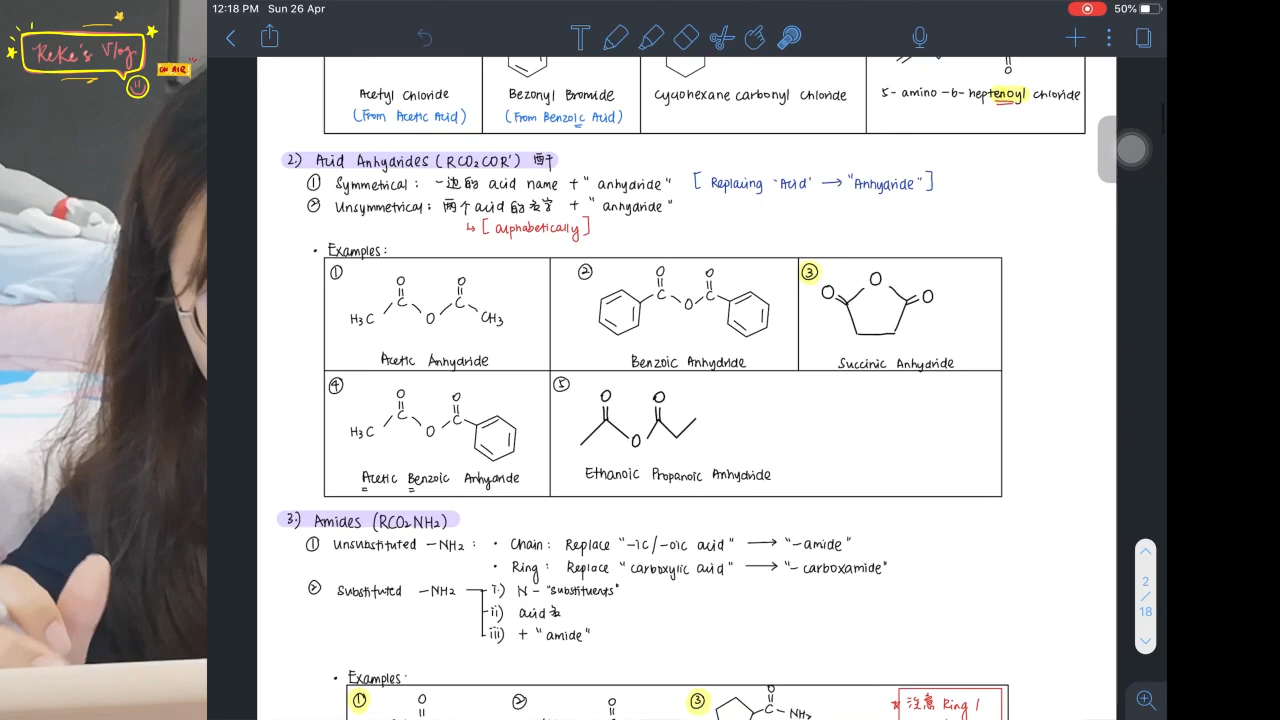 12:18 PM Sun 26 Apr
50%
KeKe's Vlog
ON AIR
Acetyl Chloride
(From Acetic Acid)
Bezonyl Bromide
(From Benzoic Acid)
cyclohexane carbonyl chloride
5-amino-6-heptenoyl chloride
O
2.) Acid Anhydrides (RCO2COR') 酐
① Symmetrical: 一边的 acid name + "anhydride" [Replacing 'Acid' → "Anhydride"]
② Unsymmetrical: 两个 acid 的名字 + "anhydride"
↳ [alphabetically]
• Examples:
① O O H3C C O C CH3
Acetic Anhydride
② O O O
Benzoic Anhydride
③ O O O
Succinic Anhydride
④ O O H3C C O C
Acetic Benzoic Anhyande
⑤ O O O
Ethanoic Propanoic Anhydride
3.) Amides (RCO2NH2)
① Unsubstituted -NH2: • Chain: Replace "-ic/-oic acid" → "-amide"
• Ring: Replace "carboxylic acid" → "-carboxamide"
② Substituted -NH2 i.) N - "substituents"
ii) acid名
iii) + "amide"
• Examples:
① O
② O
③ O C-NH2
* 注意 Ring /
2
/
18